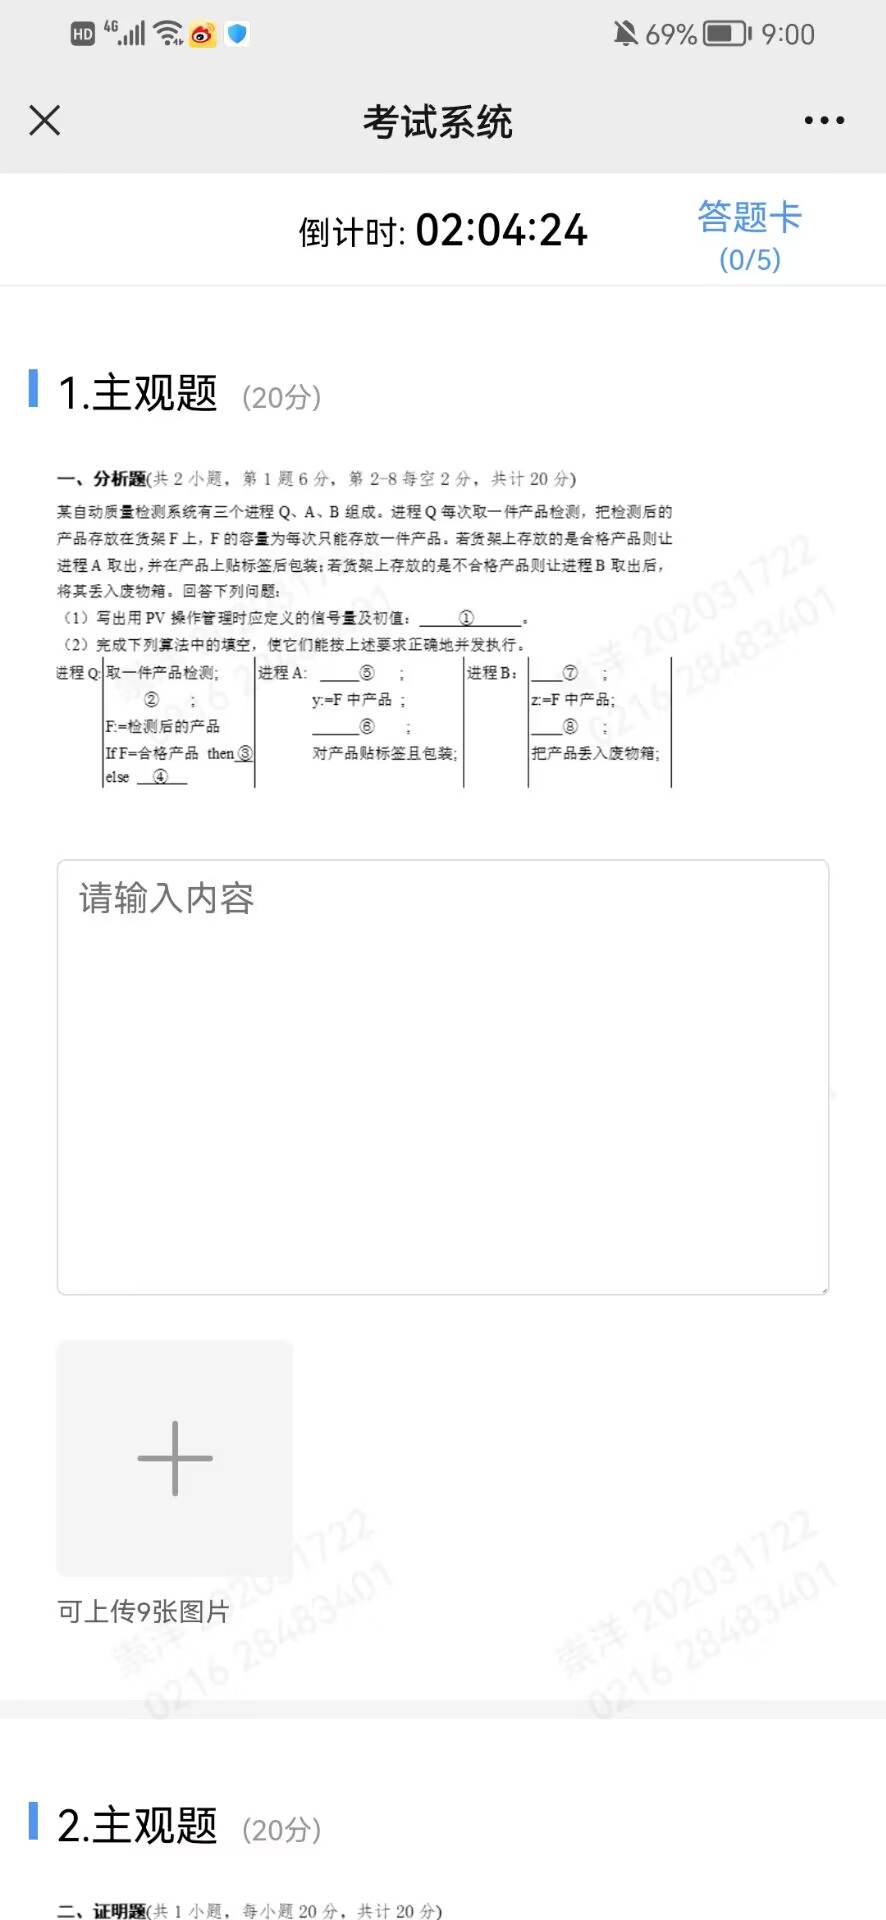 HD 4G 69% 9:00
考试系统
倒计时: 02:04:24
答题卡
(0/5)
1.主观题 (20分)
一、分析题(共 2 小题，第 1 题 6 分，第 2-8 每空 2 分，共计 20 分)
某自动质量检测系统有三个进程 Q、A、B 组成。进程 Q 每次取一件产品检测，把检测后的
产品存放在货架 F 上，F 的容量为每次只能存放一件产品。若货架上存放的是合格产品则让
进程 A 取出，并在产品上贴标签后包装；若货架上存放的是不合格产品则让进程 B 取出后，
将其丢入废物箱。回答下列问题：
（1）写出用 PV 操作管理时应定义的信号量及初值：____①____。
（2）完成下列算法中的填空，使它们能按上述要求正确地并发执行。
进程 Q: 取一件产品检测; 进程 A: ____⑤ ; 进程 B： ____⑦ ;
② ; y:=F 中产品 ; z:=F 中产品;
F:=检测后的产品 ____⑥ ; ____⑧ ;
If F=合格产品 then ③ 对产品贴标签且包装; 把产品丢入废物箱;
else __④__
请输入内容
可上传9张图片
崇洋 202031722
0216 28483401
崇洋 202031722
0216 28483401
2.主观题 (20分)
二、证明题(共 1 小题，每小题 20 分，共计 20 分)